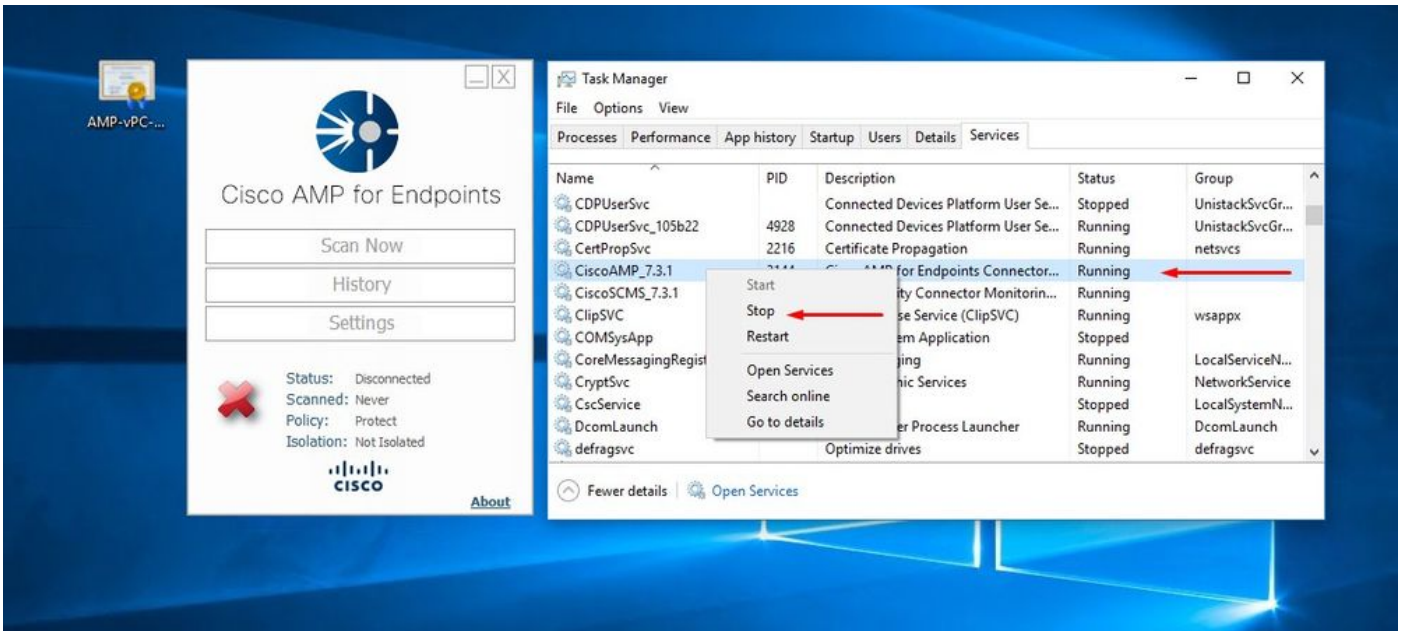 AMP-vPC-...
Cisco AMP for Endpoints
Scan Now
History
Settings
Status: Disconnected
Scanned: Never
Policy: Protect
Isolation: Not Isolated
CISCO
About
Task Manager
File Options View
Processes Performance App history Startup Users Details Services
Name PID Description Status Group
CDPUserSvc Connected Devices Platform User Se... Stopped UnistackSvcGr...
CDPUserSvc_105b22 4928 Connected Devices Platform User Se... Running UnistackSvcGr...
CertPropSvc 2216 Certificate Propagation Running netsvcs
CiscoAMP_7.3.1 for Endpoints Connector... Running
CiscoSCMS_7.3.1 ity Connector Monitorin... Running
ClipSVC se Service (ClipSVC) Running wsappx
COMSysApp em Application Stopped
CoreMessagingRegist ging Running LocalServiceN...
CryptSvc hic Services Running NetworkService
CscService Stopped LocalSystemN...
DcomLaunch er Process Launcher Running DcomLaunch
defragsvc Optimize drives Stopped defragsvc
Start
Stop
Restart
Open Services
Search online
Go to details
Fewer details Open Services